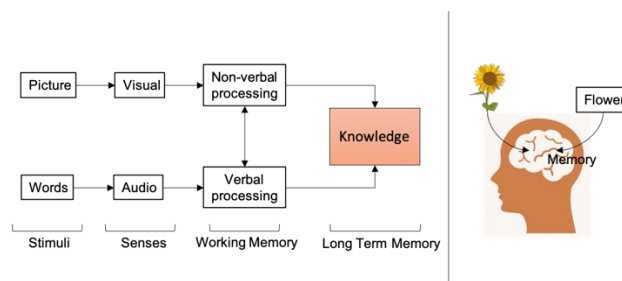 Picture
Visual
Non-verbal
processing
Knowledge
Words
Audio
Verbal
processing
Stimuli
Senses
Working Memory
Long Term Memory
Flower
Memory